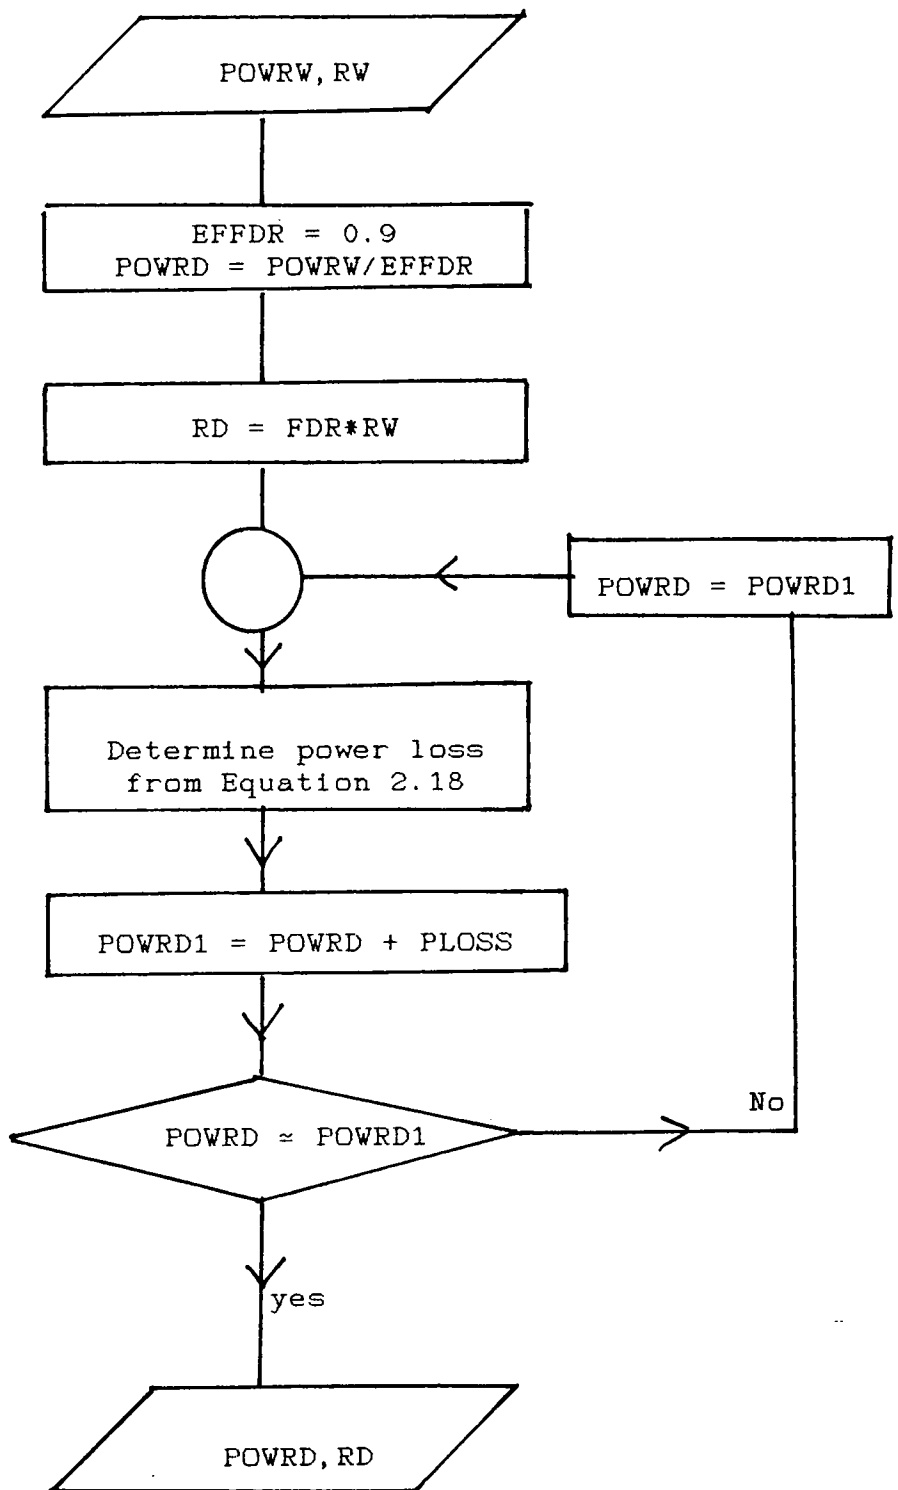 POWRW, RW
EFFDR = 0.9
POWRD = POWRW/EFFDR
RD = FDR*RW
POWRD = POWRD1
Determine power loss
from Equation 2.18
POWRD1 = POWRD + PLOSS
No
POWRD ≃ POWRD1
yes
POWRD, RD